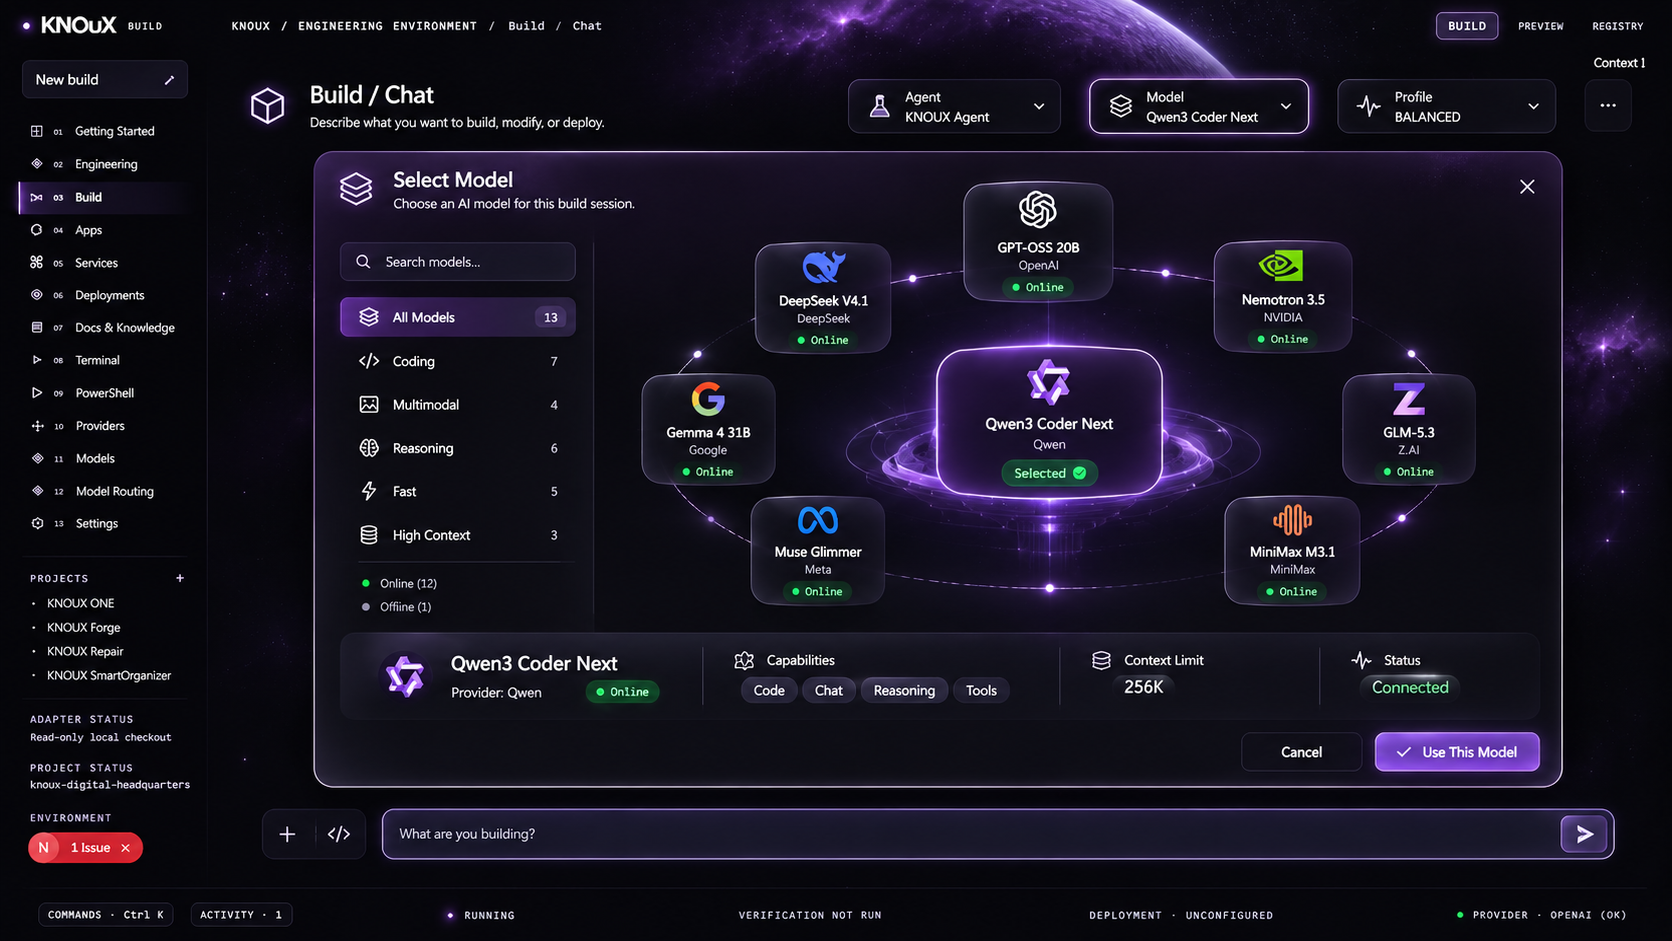 KNOUX BUILD
KNOUX / ENGINEERING ENVIRONMENT / Build / Chat
BUILD
PREVIEW
REGISTRY
New build
01 Getting Started
02 Engineering
03 Build
04 Apps
05 Services
06 Deployments
07 Docs & Knowledge
08 Terminal
09 PowerShell
10 Providers
11 Models
12 Model Routing
13 Settings
PROJECTS +
• KNOUX ONE
• KNOUX Forge
• KNOUX Repair
• KNOUX SmartOrganizer
ADAPTER STATUS
Read-only local checkout
PROJECT STATUS
knoux-digital-headquarters
ENVIRONMENT
N 1 Issue ×
Build / Chat
Describe what you want to build, modify, or deploy.
Agent
KNOUX Agent
Model
Qwen3 Coder Next
Profile
BALANCED
Context 1
...
Select Model
Choose an AI model for this build session.
Search models...
All Models 13
Coding 7
Multimodal 4
Reasoning 6
Fast 5
High Context 3
Online (12)
Offline (1)
GPT-OSS 20B
OpenAI
Online
DeepSeek V4.1
DeepSeek
Online
Nemotron 3.5
NVIDIA
Online
Gemma 4 31B
Google
Online
Qwen3 Coder Next
Qwen
Selected
GLM-5.3
Z.AI
Online
Muse Glimmer
Meta
Online
MiniMax M3.1
MiniMax
Online
Qwen3 Coder Next
Provider: Qwen
Online
Capabilities
Code Chat Reasoning Tools
Context Limit
256K
Status
Connected
Cancel
Use This Model
What are you building?
COMMANDS · Ctrl K
ACTIVITY · 1
RUNNING
VERIFICATION NOT RUN
DEPLOYMENT · UNCONFIGURED
PROVIDER · OPENAI (OK)